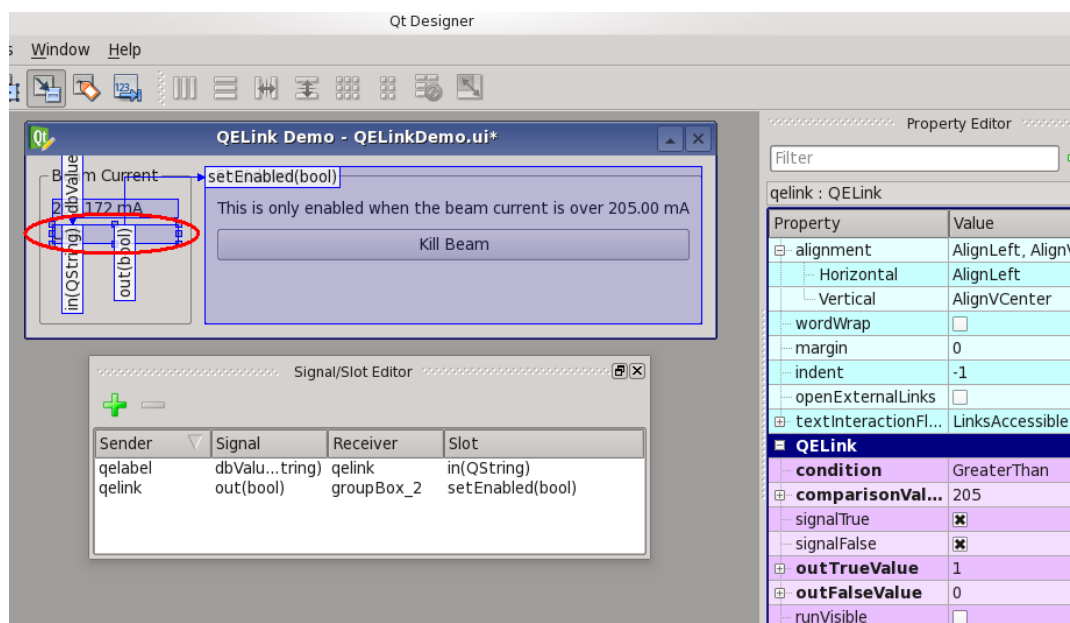 Qt Designer
s Window Help
123
Qt QELink Demo - QELinkDemo.ui*
m Current
dbValue
setEnabled(bool)
172 mA
This is only enabled when the beam current is over 205.00 mA
in(QString)
out(bool)
Kill Beam
Signal/Slot Editor
Sender Signal Receiver Slot
qelabel dbValu...tring) qelink in(QString)
qelink out(bool) groupBox_2 setEnabled(bool)
Property Editor
Filter
qelink : QELink
Property Value
alignment AlignLeft, AlignV
Horizontal AlignLeft
Vertical AlignVCenter
wordWrap
margin 0
indent -1
openExternalLinks
textInteractionFl... LinksAccessible
QELink
condition GreaterThan
comparisonVal... 205
signalTrue
signalFalse
outTrueValue 1
outFalseValue 0
runVisible